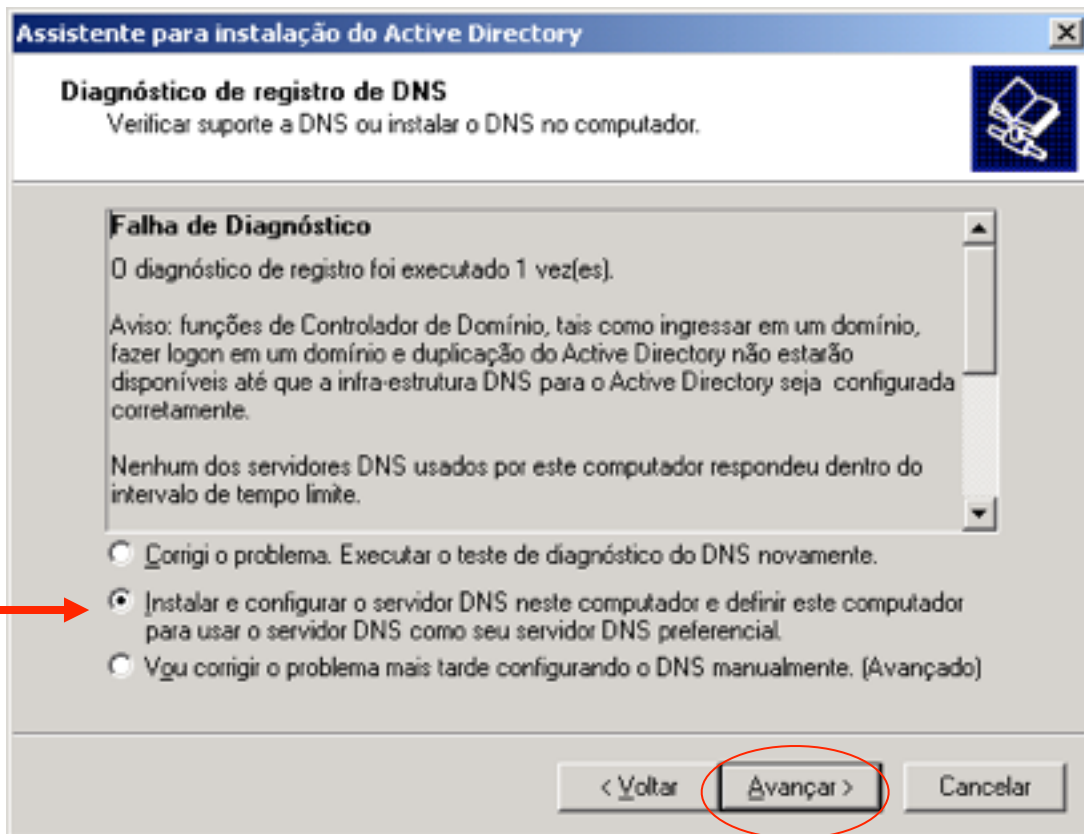 Assistente para instalação do Active Directory
Diagnóstico de registro de DNS
Verificar suporte a DNS ou instalar o DNS no computador.
Falha de Diagnóstico
O diagnóstico de registro foi executado 1 vez(es).
Aviso: funções de Controlador de Domínio, tais como ingressar em um domínio,
fazer logon em um domínio e duplicação do Active Directory não estarão
disponíveis até que a infra-estrutura DNS para o Active Directory seja configurada
corretamente.
Nenhum dos servidores DNS usados por este computador respondeu dentro do
intervalo de tempo limite.
Corrigi o problema. Executar o teste de diagnóstico do DNS novamente.
Instalar e configurar o servidor DNS neste computador e definir este computador
para usar o servidor DNS como seu servidor DNS preferencial.
Vou corrigir o problema mais tarde configurando o DNS manualmente. (Avançado)
< Voltar
Avançar >
Cancelar